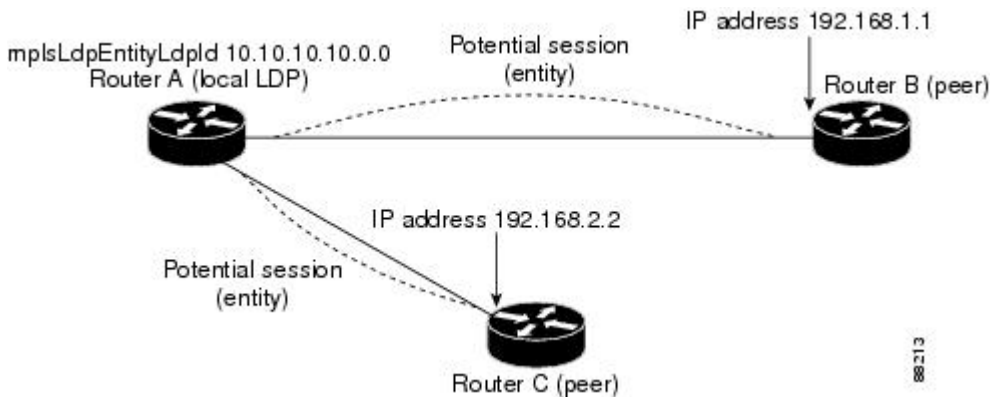 IP address 192.168.1.1
mplsLdpEntityLdpId 10.10.10.10.0.0
Router A (local LDP)
Potential session
(entity)
Router B (peer)
IP address 192.168.2.2
Potential session
(entity)
Router C (peer)
88213